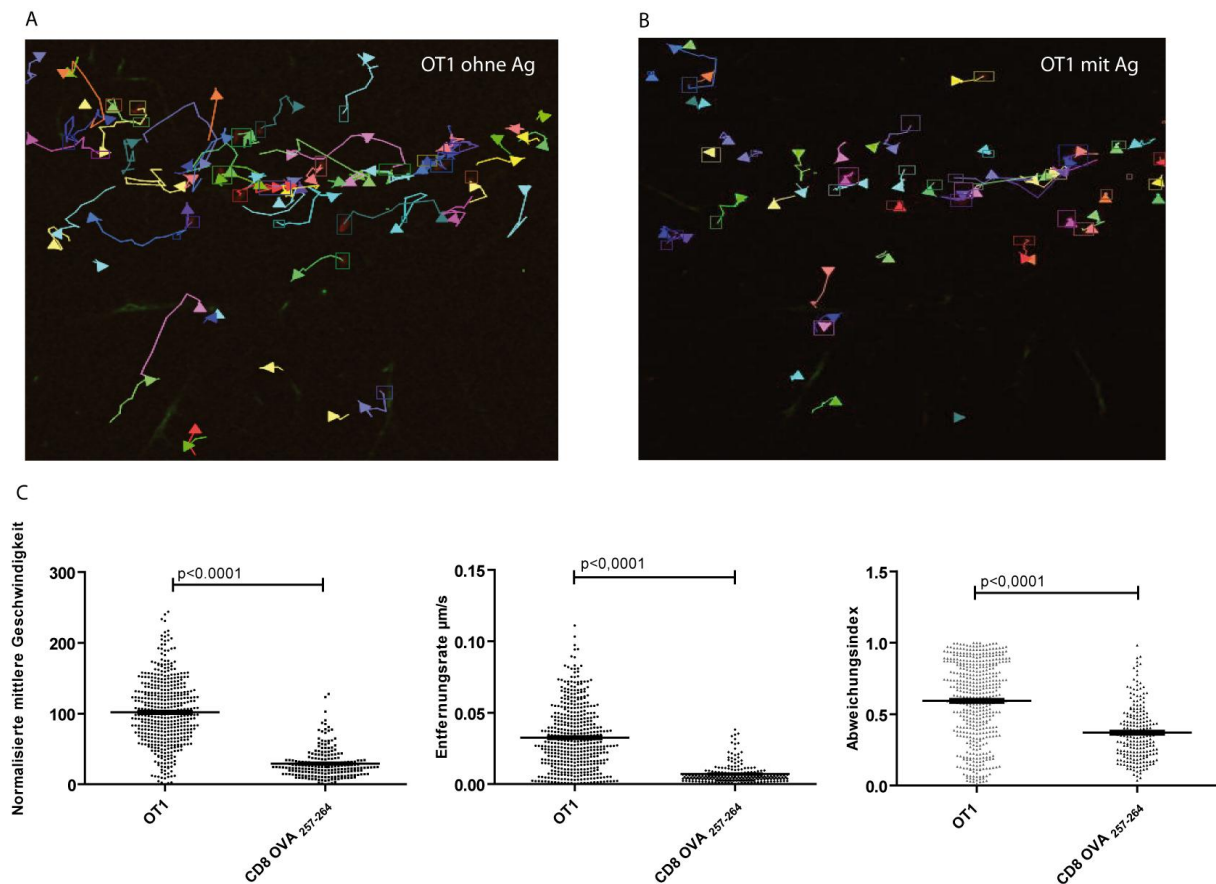 A
OT1 ohne Ag
B
OT1 mit Ag
C
Normalisierte mittlere Geschwindigkeit
300
200
100
0
p<0.0001
OT1
CD8 OVA 257-264
Entfernungsrate µm/s
0.15
0.10
0.05
0.00
p<0,0001
OT1
CD8 OVA 257-264
Abweichungsindex
1.5
1.0
0.5
0.0
p<0,0001
OT1
CD8 OVA 257-264